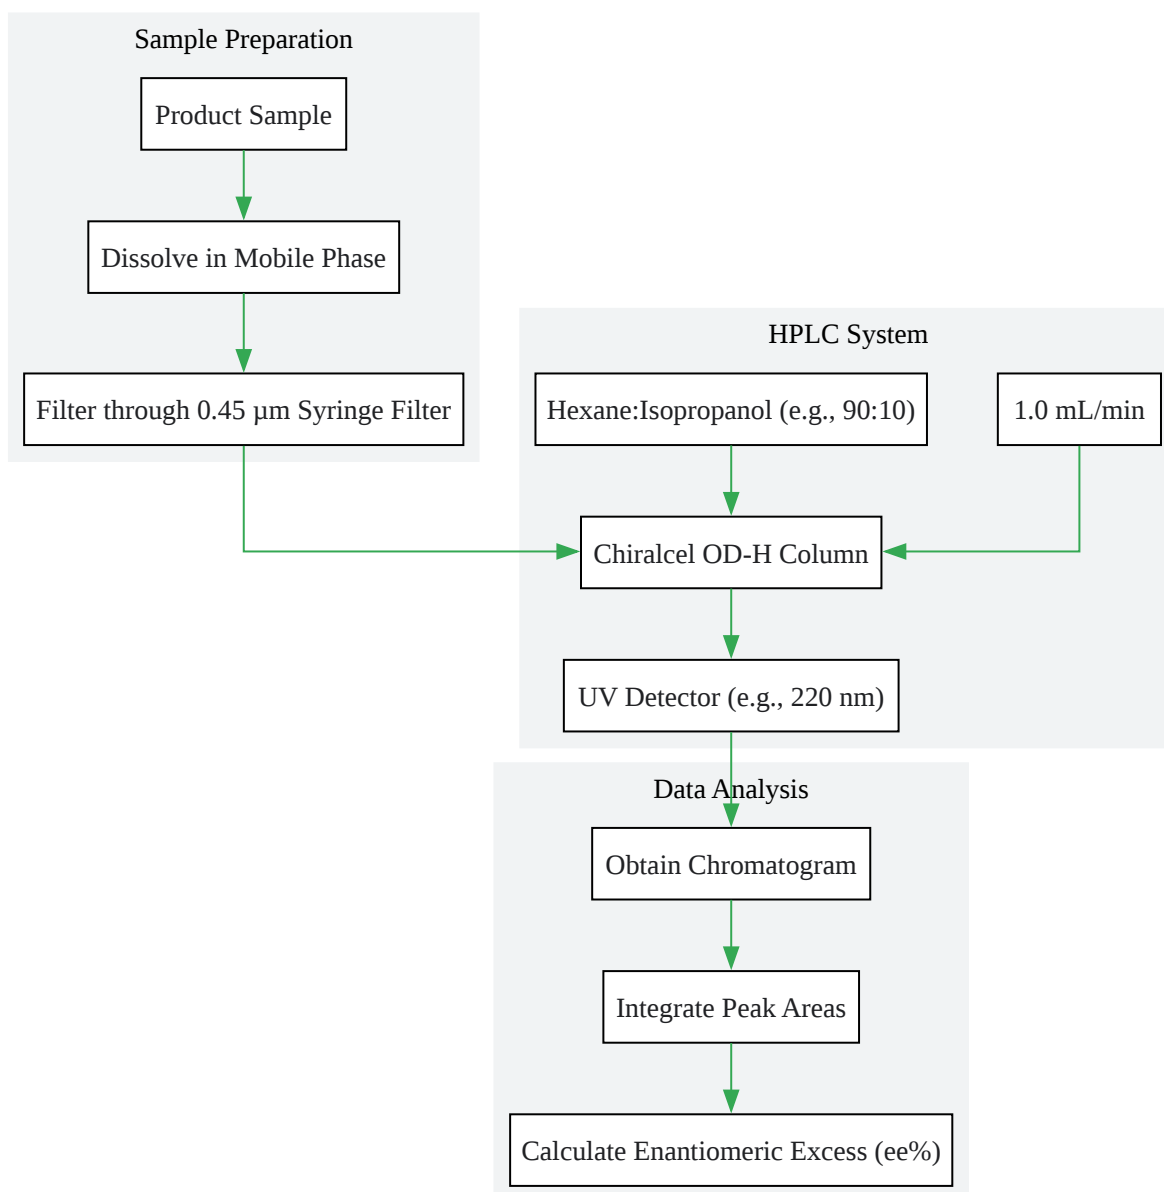 Sample Preparation
Product Sample
Dissolve in Mobile Phase
Filter through 0.45 µm Syringe Filter
HPLC System
Hexane:Isopropanol (e.g., 90:10)
1.0 mL/min
Chiralcel OD-H Column
UV Detector (e.g., 220 nm)
Data Analysis
Obtain Chromatogram
Integrate Peak Areas
Calculate Enantiomeric Excess (ee%)